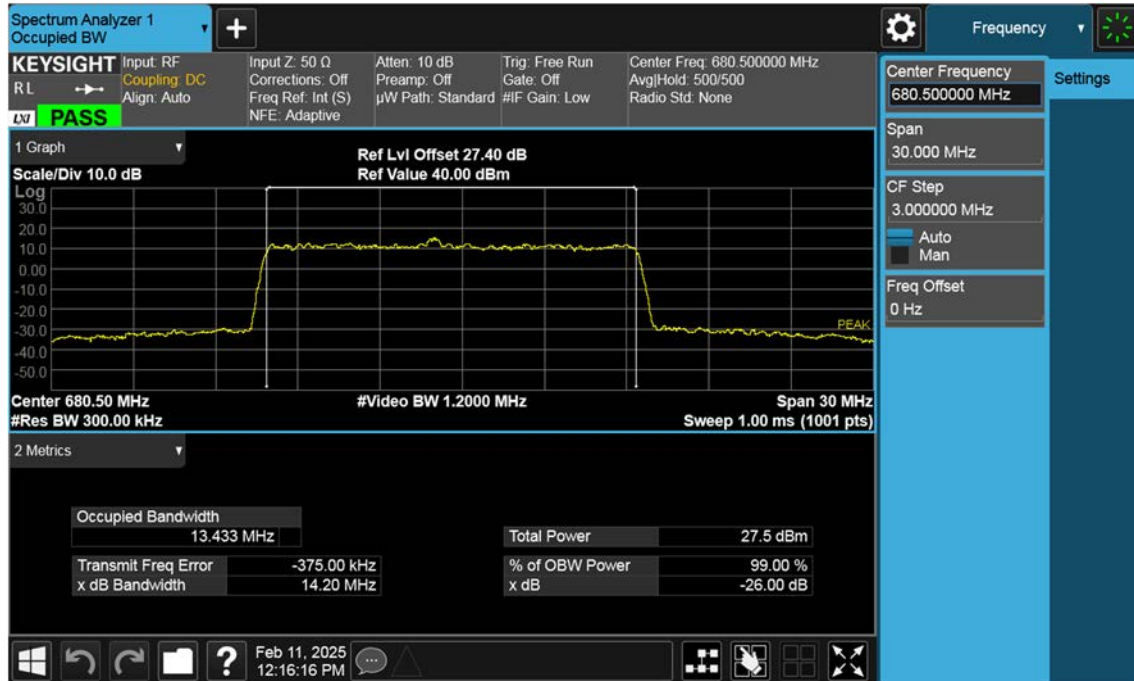 Spectrum Analyzer 1
Occupied BW
Frequency
KEYSIGHT
R L
LXI PASS
Input: RF
Coupling: DC
Align: Auto
Input Z: 50 Ω
Corrections: Off
Freq Ref: Int (S)
NFE: Adaptive
Atten: 10 dB
Preamp: Off
µW Path: Standard
Trig: Free Run
Gate: Off
#IF Gain: Low
Center Freq: 680.500000 MHz
Avg|Hold: 500/500
Radio Std: None
1 Graph
Scale/Div 10.0 dB
Ref Lvl Offset 27.40 dB
Ref Value 40.00 dBm
Log
30.0
20.0
10.0
0.00
-10.0
-20.0
-30.0
-40.0
-50.0
PEAK
Center 680.50 MHz
#Video BW 1.2000 MHz
Span 30 MHz
#Res BW 300.00 kHz
Sweep 1.00 ms (1001 pts)
2 Metrics
Occupied Bandwidth
13.433 MHz
Total Power 27.5 dBm
Transmit Freq Error -375.00 kHz
% of OBW Power 99.00 %
x dB Bandwidth 14.20 MHz
x dB -26.00 dB
Center Frequency
680.500000 MHz
Settings
Span
30.000 MHz
CF Step
3.000000 MHz
Auto
Man
Freq Offset
0 Hz
?
Feb 11, 2025
12:16:16 PM